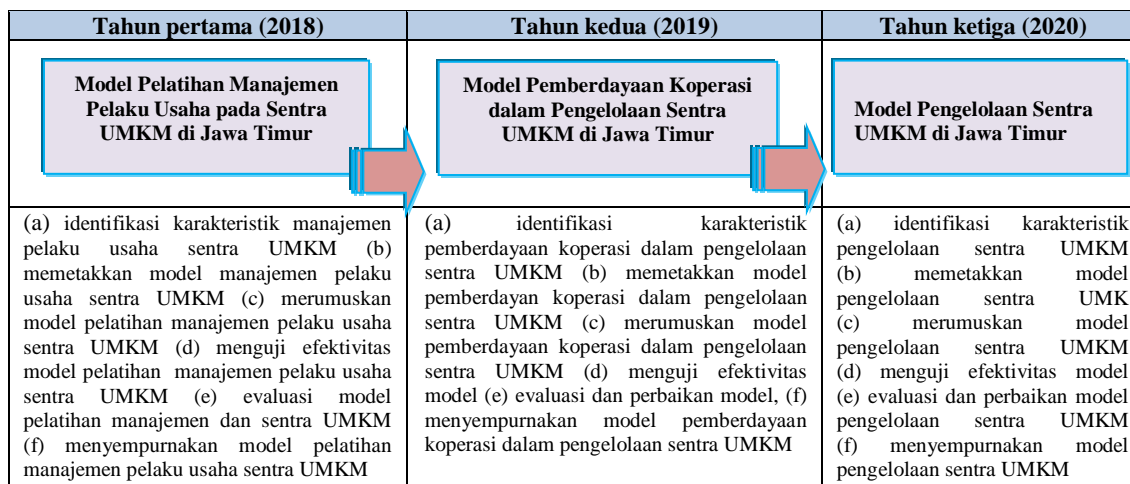 Tahun pertama (2018)
Tahun kedua (2019)
Tahun ketiga (2020)
Model Pelatihan Manajemen
Pelaku Usaha pada Sentra
UMKM di Jawa Timur
Model Pemberdayaan Koperasi
dalam Pengelolaan Sentra
UMKM di Jawa Timur
Model Pengelolaan Sentra
UMKM di Jawa Timur
(a) identifikasi karakteristik manajemen
pelaku usaha sentra UMKM (b)
memetakkan model manajemen pelaku
usaha sentra UMKM (c) merumuskan
model pelatihan manajemen pelaku usaha
sentra UMKM (d) menguji efektivitas
model pelatihan manajemen pelaku usaha
sentra UMKM (e) evaluasi model
pelatihan manajemen dan sentra UMKM
(f) menyempurnakan model pelatihan
manajemen pelaku usaha sentra UMKM
(a) identifikasi karakteristik
pemberdayaan koperasi dalam pengelolaan
sentra UMKM (b) memetakkan model
pemberdayan koperasi dalam pengelolaan
sentra UMKM (c) merumuskan model
pemberdayaan koperasi dalam pengelolaan
sentra UMKM (d) menguji efektivitas
model (e) evaluasi dan perbaikan model, (f)
menyempurnakan model pemberdayaan
koperasi dalam pengelolaan sentra UMKM
(a) identifikasi karakteristik
pengelolaan sentra UMKM
(b) memetakkan model
pengelolaan sentra UMK
(c) merumuskan model
pengelolaan sentra UMKM
(d) menguji efektivitas model
(e) evaluasi dan perbaikan model
pengelolaan sentra UMKM
(f) menyempurnakan model
pengelolaan sentra UMKM